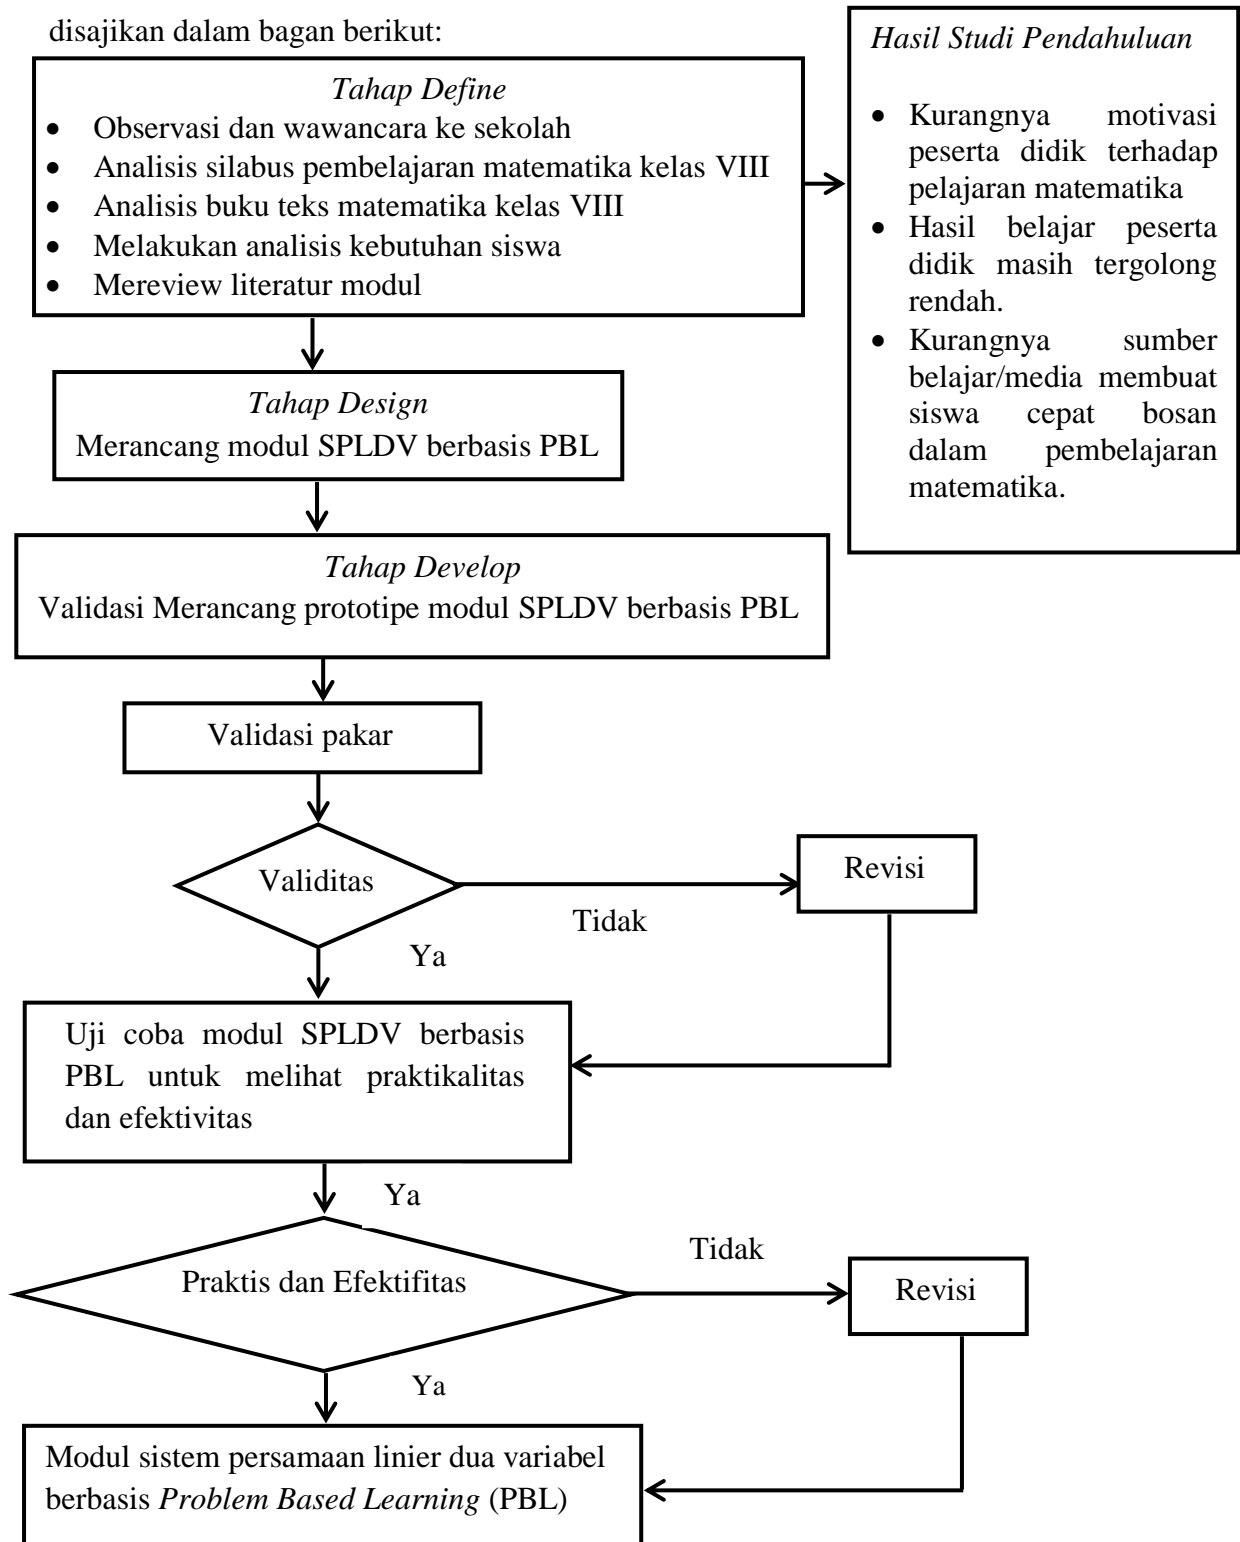 disajikan dalam bagan berikut:
Tahap Define
• Observasi dan wawancara ke sekolah
• Analisis silabus pembelajaran matematika kelas VIII
• Analisis buku teks matematika kelas VIII
• Melakukan analisis kebutuhan siswa
• Mereview literatur modul
Hasil Studi Pendahuluan
• Kurangnya motivasi
peserta didik terhadap
pelajaran matematika
• Hasil belajar peserta
didik masih tergolong
rendah.
• Kurangnya sumber
belajar/media membuat
siswa cepat bosan
dalam pembelajaran
matematika.
Tahap Design
Merancang modul SPLDV berbasis PBL
Tahap Develop
Validasi Merancang prototipe modul SPLDV berbasis PBL
Validasi pakar
Validitas
Tidak
Revisi
Ya
Uji coba modul SPLDV berbasis
PBL untuk melihat praktikalitas
dan efektivitas
Ya
Praktis dan Efektifitas
Tidak
Revisi
Ya
Modul sistem persamaan linier dua variabel
berbasis Problem Based Learning (PBL)